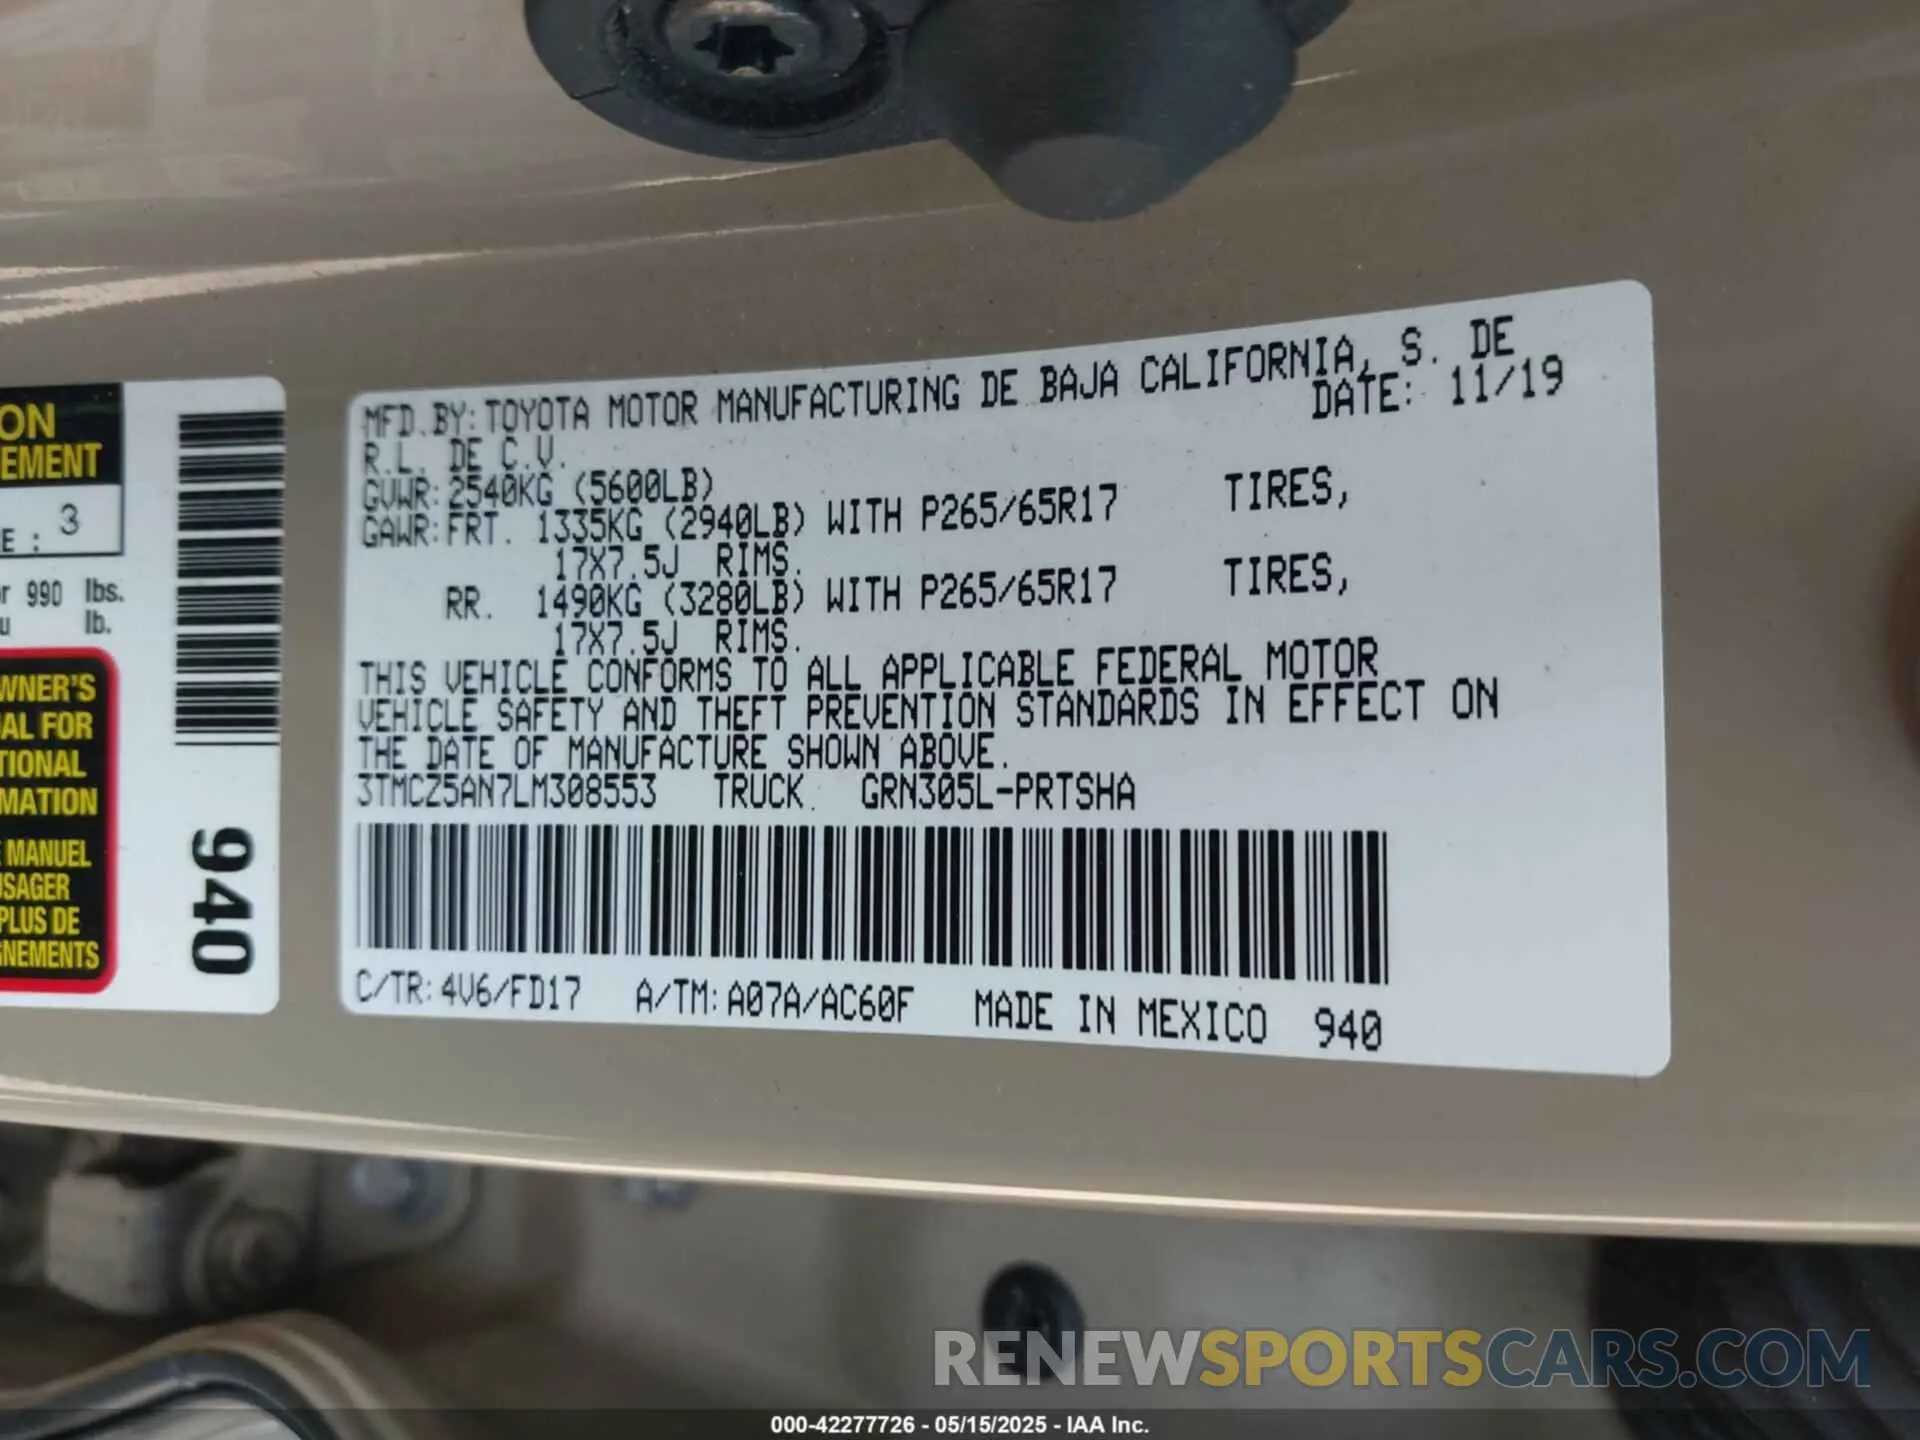 ON
EMENT
E : 3
r 990 lbs.
u lb.
WNER'S
AL FOR
TIONAL
MATION
E MANUEL
USAGER
PLUS DE
GNEMENTS
940
MFD.BY:TOYOTA MOTOR MANUFACTURING DE BAJA CALIFORNIA, S. DE
R.L. DE C.V. DATE: 11/19
GVWR:2540KG (5600LB)
GAWR:FRT. 1335KG (2940LB) WITH P265/65R17 TIRES,
17X7.5J RIMS.
RR. 1490KG (3280LB) WITH P265/65R17 TIRES,
17X7.5J RIMS.
THIS VEHICLE CONFORMS TO ALL APPLICABLE FEDERAL MOTOR
VEHICLE SAFETY AND THEFT PREVENTION STANDARDS IN EFFECT ON
THE DATE OF MANUFACTURE SHOWN ABOVE.
3TMCZ5AN7LM308553 TRUCK GRN305L-PRTSHA
C/TR:4V6/FD17 A/TM:A07A/AC60F MADE IN MEXICO 940
RENEWSPORTSCARS.COM
000-42277726 - 05/15/2025 - IAA Inc.